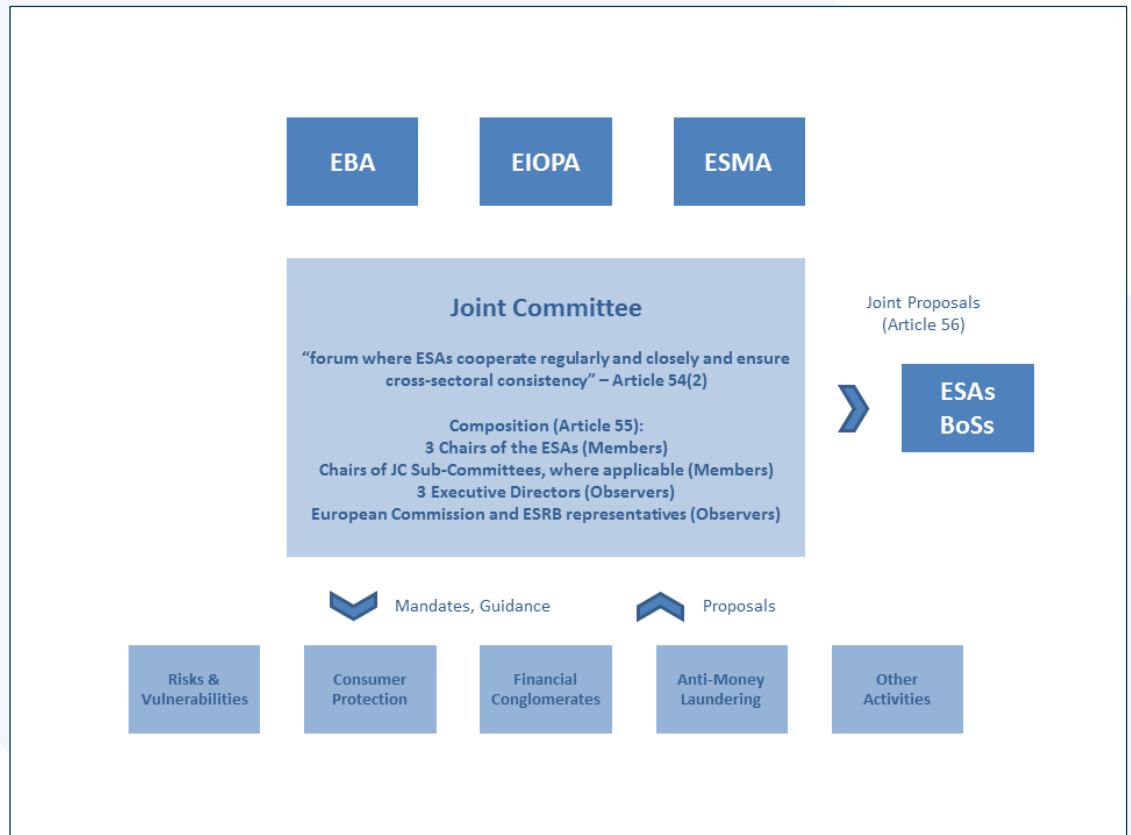 EBA
EIOPA
ESMA
Joint Committee
“forum where ESAs cooperate regularly and closely and ensure
cross-sectoral consistency” – Article 54(2)
Composition (Article 55):
3 Chairs of the ESAs (Members)
Chairs of JC Sub-Committees, where applicable (Members)
3 Executive Directors (Observers)
European Commission and ESRB representatives (Observers)
Joint Proposals
(Article 56)
ESAs
BoSs
Mandates, Guidance
Proposals
Risks &
Vulnerabilities
Consumer
Protection
Financial
Conglomerates
Anti-Money
Laundering
Other
Activities